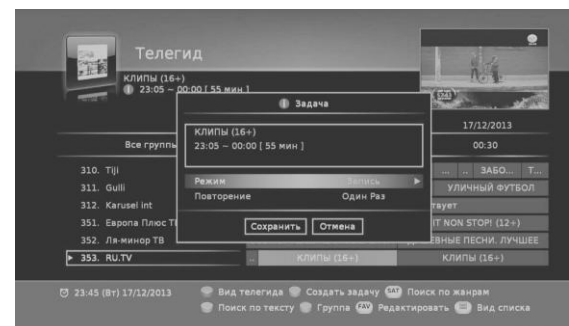 Телегид
КЛИПЫ (16+)
23:05 ~ 00:00 [ 55 мин ]
Задача
КЛИПЫ (16+)
23:05 ~ 00:00 [ 55 мин ]
Режим Запись
Повторение Один Раз
Сохранить Отмена
17/12/2013
Все группы 00:30
310. Tiji ... .. ЗАБО... Т...
311. Gulli УЛИЧНЫЙ ФУТБОЛ
312. Karusel int
351. Европа Плюс ТВ IT NON STOP! (12+)
352. Ля-минор ТВ ПЕСНИ. ЛУЧШЕЕ
353. RU.TV .. КЛИПЫ (16+) КЛИПЫ (16+)
23:45 (Вт) 17/12/2013 Вид телегида Создать задачу SAT Поиск по жанрам
Поиск по тексту Группа FAV Редактировать Вид списка